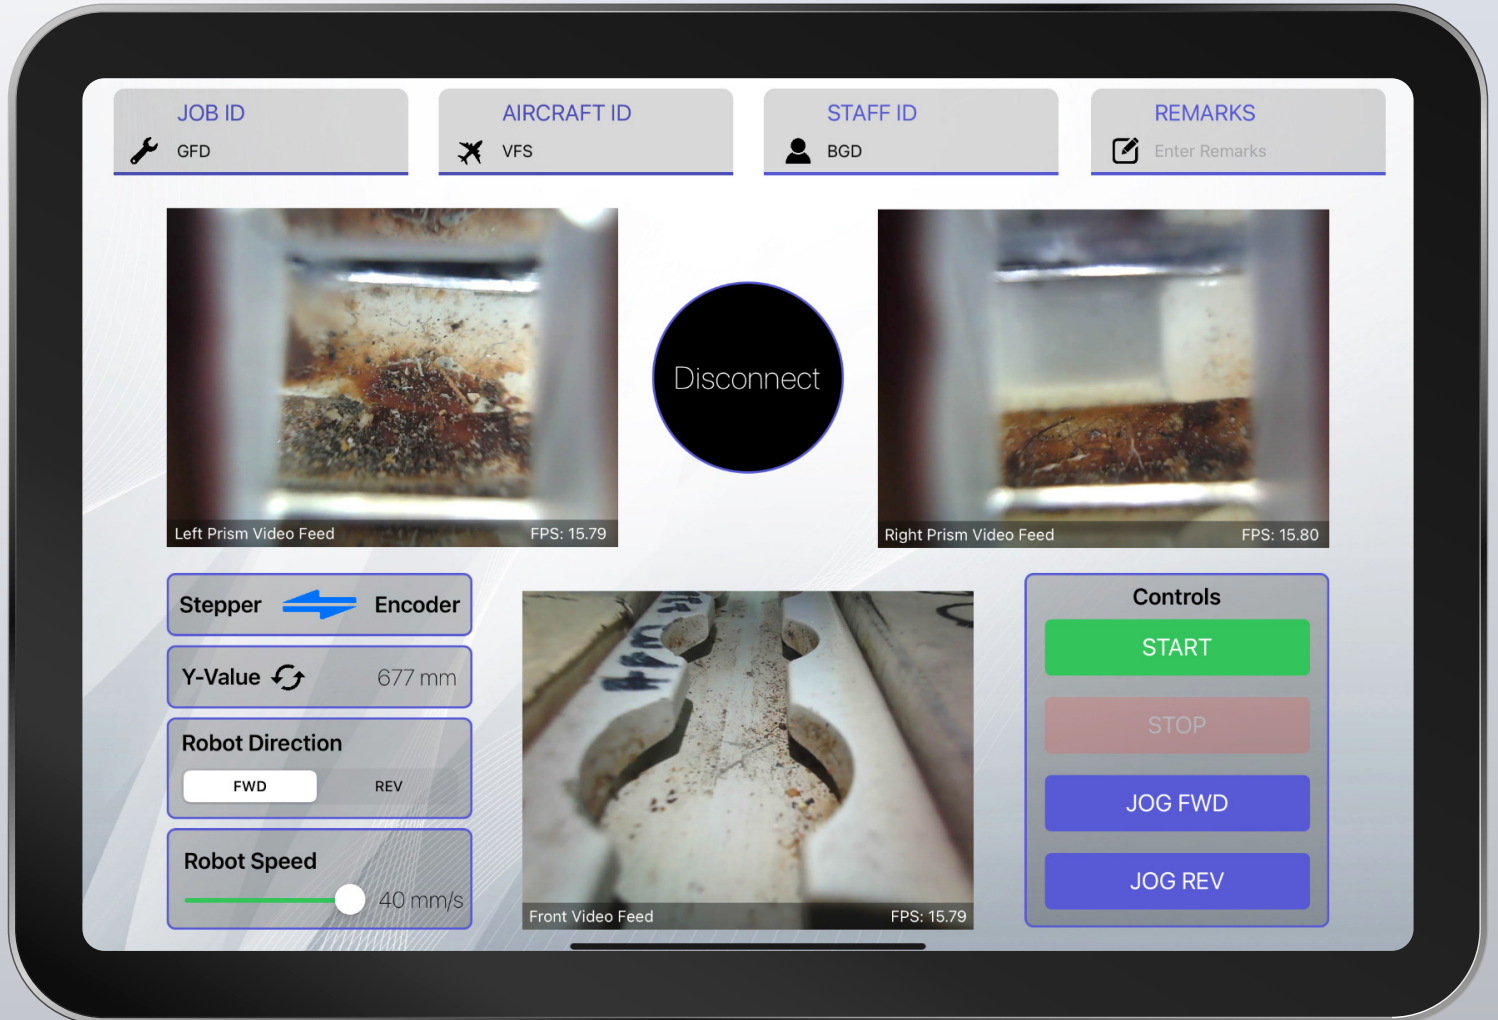 JOB ID
GFD
AIRCRAFT ID
VFS
STAFF ID
BGD
REMARKS
Enter Remarks
Left Prism Video Feed FPS: 15.79
Disconnect
Right Prism Video Feed FPS: 15.80
Stepper Encoder
Y-Value 677 mm
Robot Direction
FWD REV
Robot Speed
40 mm/s
Front Video Feed FPS: 15.79
Controls
START
STOP
JOG FWD
JOG REV